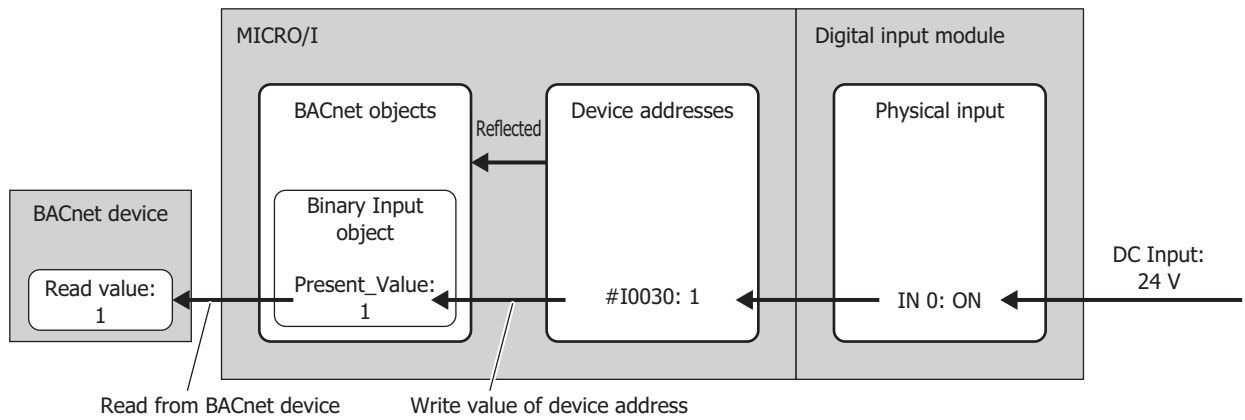 MICRO/I
Digital input module
BACnet objects
Device addresses
Physical input
Reflected
BACnet device
Binary Input
object
DC Input:
24 V
Read value:
1
Present_Value:
1
#I0030: 1
IN 0: ON
Read from BACnet device
Write value of device address